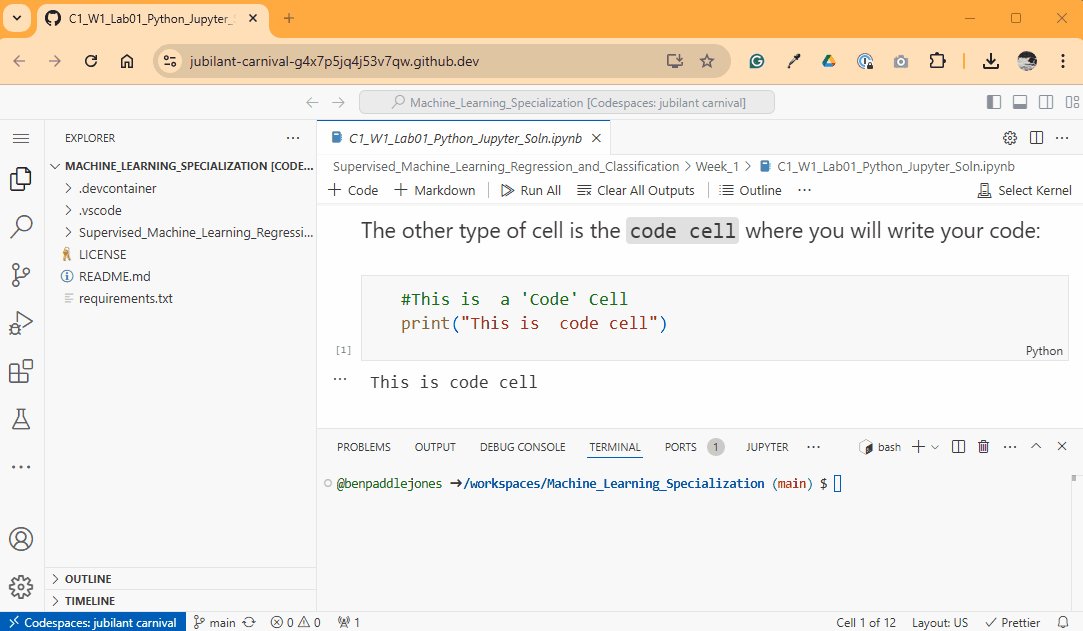 C1_W1_Lab01_Python_Jupyter_
jubilant-carnival-g4x7p5jq4j53v7qw.github.dev
Machine_Learning_Specialization [Codespaces: jubilant carnival]
EXPLORER
MACHINE_LEARNING_SPECIALIZATION [CODE...
.devcontainer
.vscode
Supervised_Machine_Learning_Regressi...
LICENSE
README.md
requirements.txt
OUTLINE
TIMELINE
C1_W1_Lab01_Python_Jupyter_Soln.ipynb
Supervised_Machine_Learning_Regression_and_Classification > Week_1 > C1_W1_Lab01_Python_Jupyter_Soln.ipynb
+ Code + Markdown Run All Clear All Outputs Outline ... Select Kernel
The other type of cell is the code cell where you will write your code:
#This is  a 'Code' Cell
print("This is  code cell")
[1]
Python
... This is code cell
PROBLEMS OUTPUT DEBUG CONSOLE TERMINAL PORTS 1 JUPYTER ... bash
@benpaddlejones ➜/workspaces/Machine_Learning_Specialization (main) $
Codespaces: jubilant carnival main 0 0 1 Cell 1 of 12 Layout: US Prettier